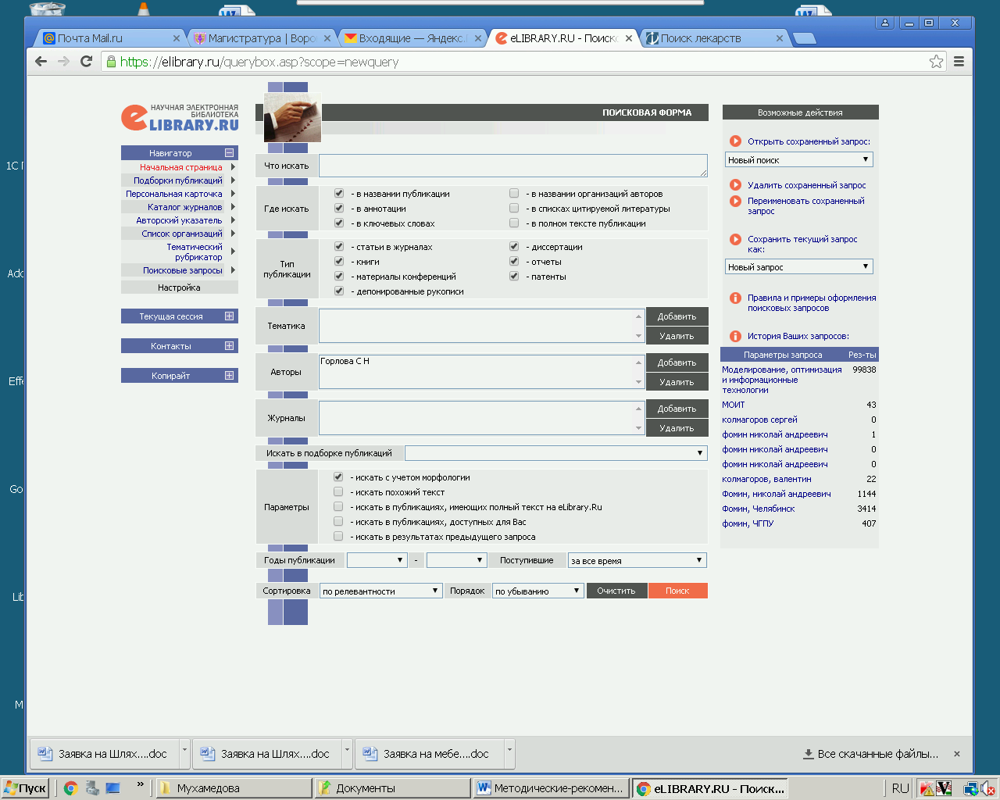 Почта Mail.ru
Магистратура | Воро
Входящие — Яндекс.
eLIBRARY.RU - Поиск
Поиск лекарств
https://elibrary.ru/querybox.asp?scope=newquery
НАУЧНАЯ ЭЛЕКТРОННАЯ
БИБЛИОТЕКА
eLIBRARY.RU
Навигатор
Начальная страница
Подборки публикаций
Персональная карточка
Каталог журналов
Авторский указатель
Список организаций
Тематический
рубрикатор
Поисковые запросы
Настройка
Текущая сессия
Контакты
Копирайт
ПОИСКОВАЯ ФОРМА
Что искать
Где искать
- в названии публикации
- в названии организаций авторов
- в аннотации
- в списках цитируемой литературы
- в ключевых словах
- в полном тексте публикации
Тип
публикации
- статьи в журналах
- диссертации
- книги
- отчеты
- материалы конференций
- патенты
- депонированные рукописи
Тематика
Добавить
Удалить
Авторы
Горлова С Н
Добавить
Удалить
Журналы
Добавить
Удалить
Искать в подборке публикаций
Параметры
- искать с учетом морфологии
- искать похожий текст
- искать в публикациях, имеющих полный текст на eLibrary.Ru
- искать в публикациях, доступных для Вас
- искать в результатах предыдущего запроса
Годы публикации - Поступившие за все время
Сортировка по релевантности Порядок по убыванию Очистить Поиск
Возможные действия
Открыть сохраненный запрос:
Новый поиск
Удалить сохраненный запрос
Переименовать сохраненный
запрос
Сохранить текущий запрос
как:
Новый запрос
Правила и примеры оформления
поисковых запросов
История Ваших запросов:
Параметры запроса Рез-ты
Моделирование, оптимизация 99838
и информационные
технологии
МОИТ 43
колмагоров сергей 0
фомин николай андреевич 1
фомин николай андреевич 0
фомин николай андреевич 0
колмагоров, валентин 22
Фомин, николай андреевич 1144
Фомин, Челябинск 3414
фомин, ЧГПУ 407
1С
Ado
Effe
Go
Lib
M
Заявка на Шлях....doc
Заявка на Шлях....doc
Заявка на мебе....doc
Все скачанные файлы...
Пуск
»
Мухамедова
Документы
Методические-рекомен...
eLIBRARY.RU - Поиск...
RU